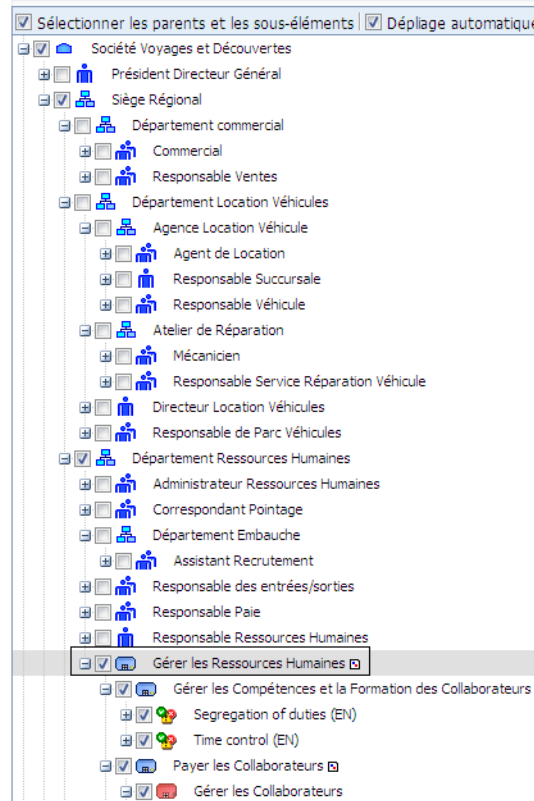 Sélectionner les parents et les sous-éléments Dépliage automatique
Société Voyages et Découvertes
Président Directeur Général
Siège Régional
Département commercial
Commercial
Responsable Ventes
Département Location Véhicules
Agence Location Véhicule
Agent de Location
Responsable Succursale
Responsable Véhicule
Atelier de Réparation
Mécanicien
Responsable Service Réparation Véhicule
Directeur Location Véhicules
Responsable de Parc Véhicules
Département Ressources Humaines
Administrateur Ressources Humaines
Correspondant Pointage
Département Embauche
Assistant Recrutement
Responsable des entrées/sorties
Responsable Paie
Responsable Ressources Humaines
Gérer les Ressources Humaines
Gérer les Compétences et la Formation des Collaborateurs
Segregation of duties (EN)
Time control (EN)
Payer les Collaborateurs
Gérer les Collaborateurs